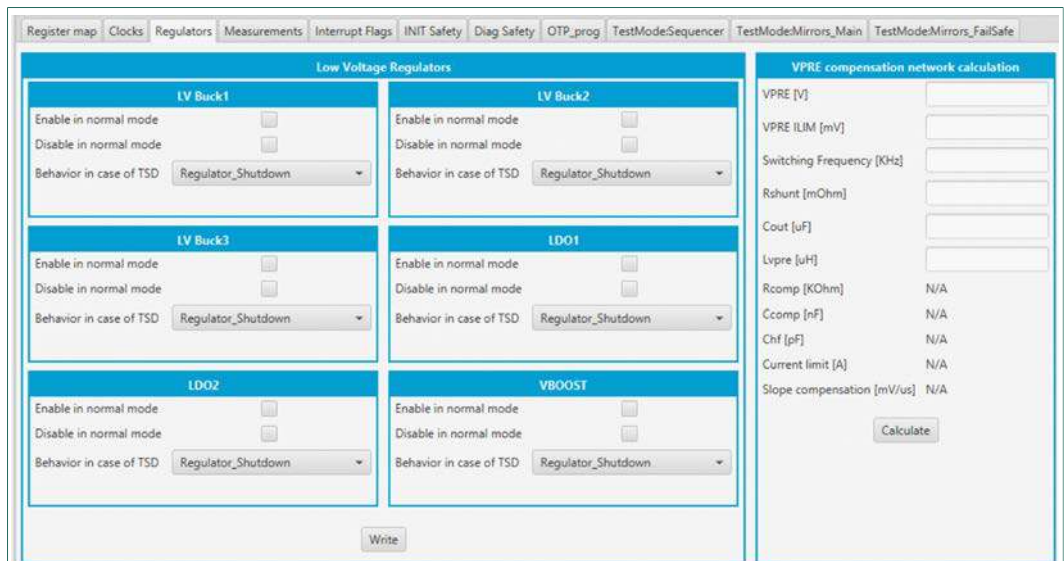 Register map Clocks Regulators Measurements Interrupt Flags INIT Safety Diag Safety OTP_prog TestMode:Sequencer TestMode:Mirrors_Main TestMode:Mirrors_FailSafe
Low Voltage Regulators
LV Buck1
Enable in normal mode
Disable in normal mode
Behavior in case of TSD Regulator_Shutdown
LV Buck2
Enable in normal mode
Disable in normal mode
Behavior in case of TSD Regulator_Shutdown
LV Buck3
Enable in normal mode
Disable in normal mode
Behavior in case of TSD Regulator_Shutdown
LDO1
Enable in normal mode
Disable in normal mode
Behavior in case of TSD Regulator_Shutdown
LDO2
Enable in normal mode
Disable in normal mode
Behavior in case of TSD Regulator_Shutdown
VBOOST
Enable in normal mode
Disable in normal mode
Behavior in case of TSD Regulator_Shutdown
Write
VPRE compensation network calculation
VPRE [V]
VPRE ILIM [mV]
Switching Frequency [KHz]
Rshunt [mOhm]
Cout [uF]
Lvpre [uH]
Rcomp [KOhm] N/A
Ccomp [nF] N/A
Chf [pF] N/A
Current limit [A] N/A
Slope compensation [mV/us] N/A
Calculate